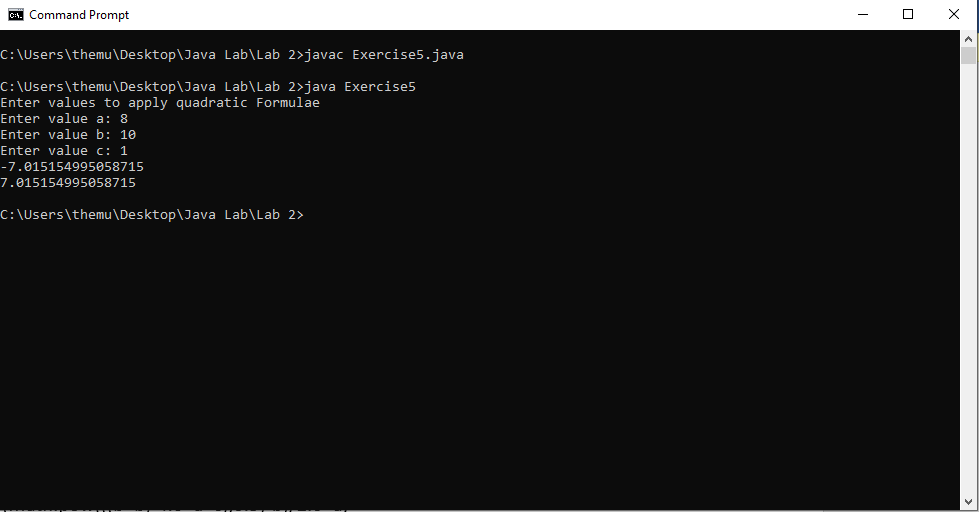 Command Prompt
C:\Users\themu\Desktop\Java Lab\Lab 2>javac Exercise5.java
C:\Users\themu\Desktop\Java Lab\Lab 2>java Exercise5
Enter values to apply quadratic Formulae
Enter value a: 8
Enter value b: 10
Enter value c: 1
-7.015154995058715
7.015154995058715
C:\Users\themu\Desktop\Java Lab\Lab 2>